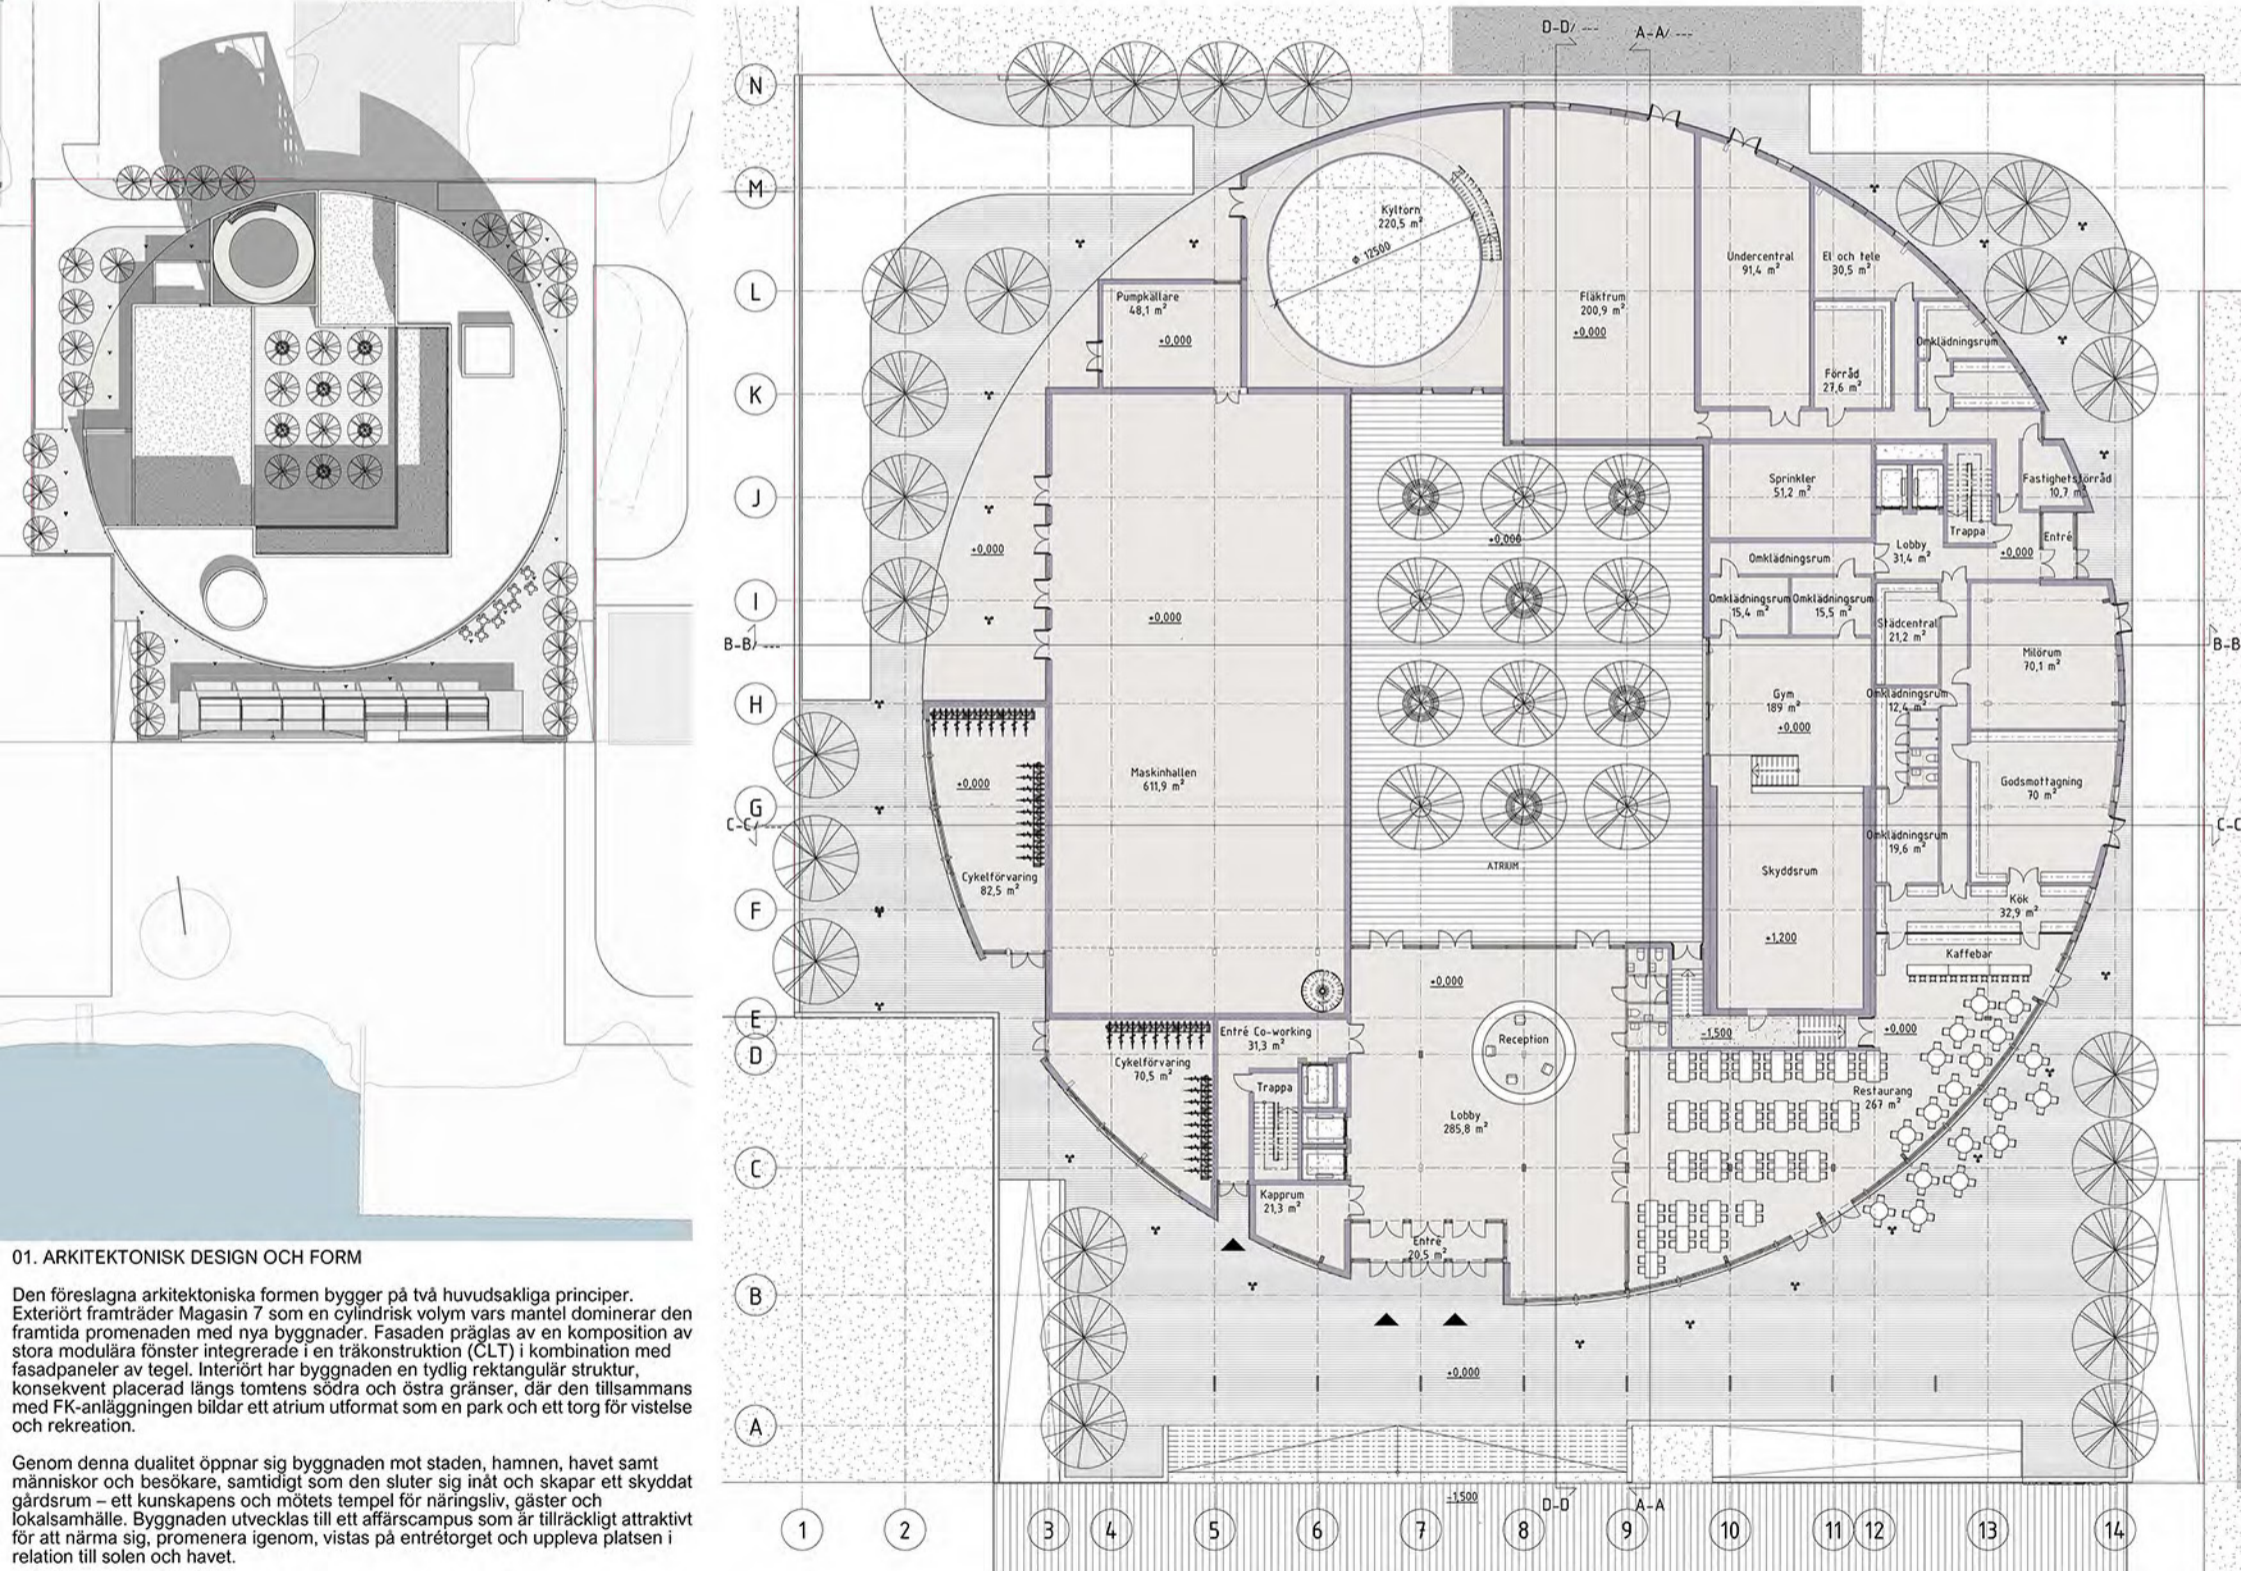 01. ARKITEKTONISK DESIGN OCH FORM
Den föreslagna arkitektoniska formen bygger på två huvudsakliga principer.
Exteriört framträder Magasin 7 som en cylindrisk volym vars mantel dominerar den
framtida promenaden med nya byggnader. Fasaden präglas av en komposition av
stora modulära fönster integrerade i en träkonstruktion (CLT) i kombination med
fasadpaneler av tegel. Interiört har byggnaden en tydlig rektangulär struktur,
konsekvent placerad längs tomtens södra och östra gränser, där den tillsammans
med FK-anläggningen bildar ett atrium utformat som en park och ett torg för vistelse
och rekreation.
Genom denna dualitet öppnar sig byggnaden mot staden, hamnen, havet samt
människor och besökare, samtidigt som den sluter sig inåt och skapar ett skyddat
gårdsrum – ett kunskapens och mötets tempel för näringsliv, gäster och
lokalsamhälle. Byggnaden utvecklas till ett affärscampus som är tillräckligt attraktivt
för att närma sig, promenera igenom, vistas på entrétorget och uppleva platsen i
relation till solen och havet.
D-D/ ---
A-A/ ---
N
M
L
K
J
I
B-B/ ---
B-B
H
G
C-C/ ---
C-C
F
E
D
C
B
A
Kyltorn
220,5 m²
Ø 12500
Pumpkällare
48,1 m²
+0,000
Fläktrum
200,9 m²
+0,000
Undercentral
91,4 m²
El och tele
30,5 m²
Omklädningsrum
Förråd
27,6 m²
Sprinkler
51,2 m²
Fastighetsförråd
10,7 m²
Trappa
Entré
Lobby
31,4 m²
+0,000
+0,000
+0,000
Omklädningsrum
Omklädningsrum
15,4 m²
Omklädningsrum
15,5 m²
Städcentral
21,2 m²
+0,000
Miljörum
70,1 m²
Gym
189 m²
+0,000
Omklädningsrum
12,4 m²
Maskinhallen
611,9 m²
+0,000
Godsmottagning
70 m²
Omklädningsrum
19,6 m²
ATRIUM
Skyddsrum
+1,200
Cykelförvaring
82,5 m²
Kök
32,9 m²
Kaffebar
+0,000
Entré Co-working
31,3 m²
Reception
-1,500
+0,000
Cykelförvaring
70,5 m²
Trappa
Restaurang
267 m²
Lobby
285,8 m²
Kapprum
21,3 m²
Entré
20,5 m²
+0,000
-1,500
D-D
A-A
1
2
3
4
5
6
7
8
9
10
11
12
13
14